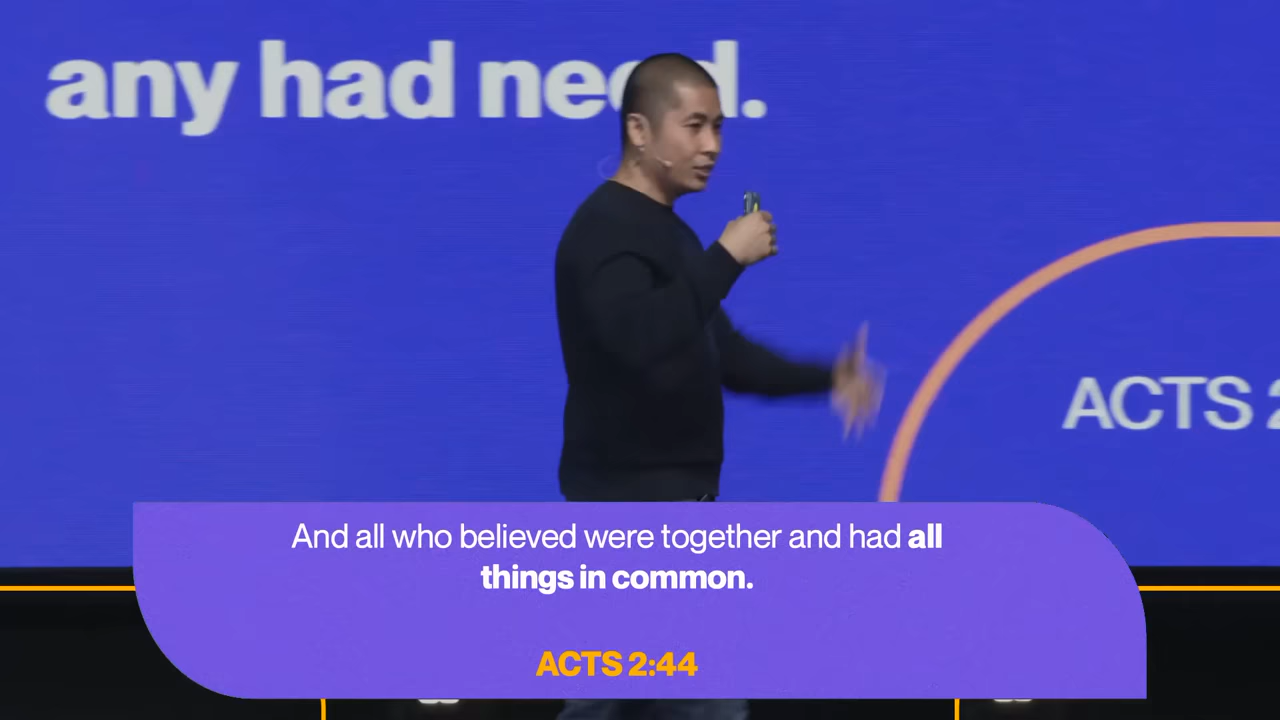 any had need.
ACTS 2
And all who believed were together and had all
things in common.
ACTS 2:44